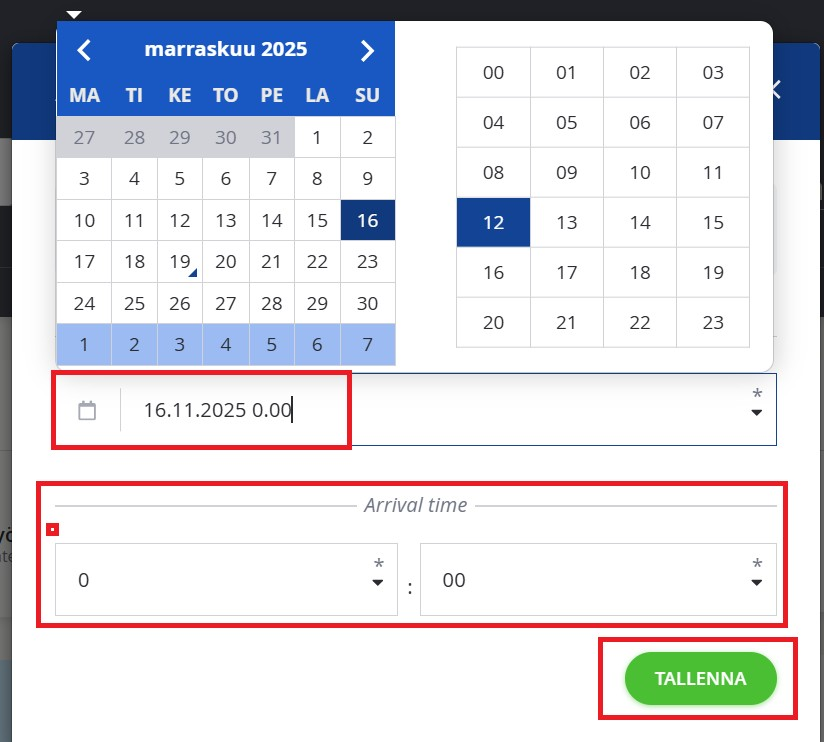 marraskuu 2025
MA TI KE TO PE LA SU
27 28 29 30 31 1 2
3 4 5 6 7 8 9
10 11 12 13 14 15 16
17 18 19 20 21 22 23
24 25 26 27 28 29 30
1 2 3 4 5 6 7
00 01 02 03
04 05 06 07
08 09 10 11
12 13 14 15
16 17 18 19
20 21 22 23
16.11.2025 0.00 *
Arrival time
0 * : 00 *
TALLENNA